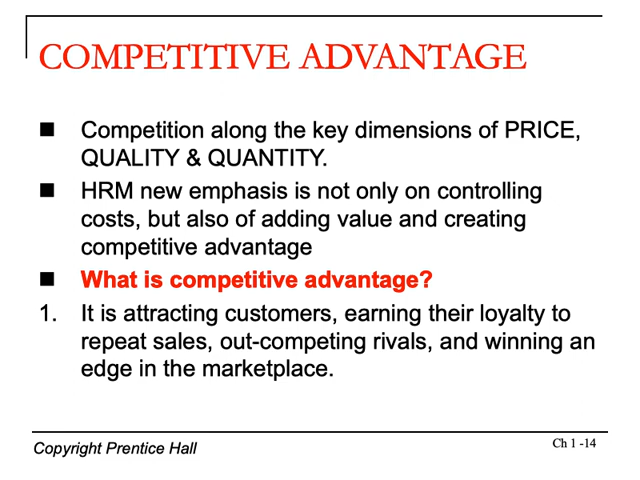 COMPETITIVE ADVANTAGE
■ Competition along the key dimensions of PRICE,
QUALITY & QUANTITY.
■ HRM new emphasis is not only on controlling
costs, but also of adding value and creating
competitive advantage
■ What is competitive advantage?
1. It is attracting customers, earning their loyalty to
repeat sales, out-competing rivals, and winning an
edge in the marketplace.
Copyright Prentice Hall
Ch 1 -14